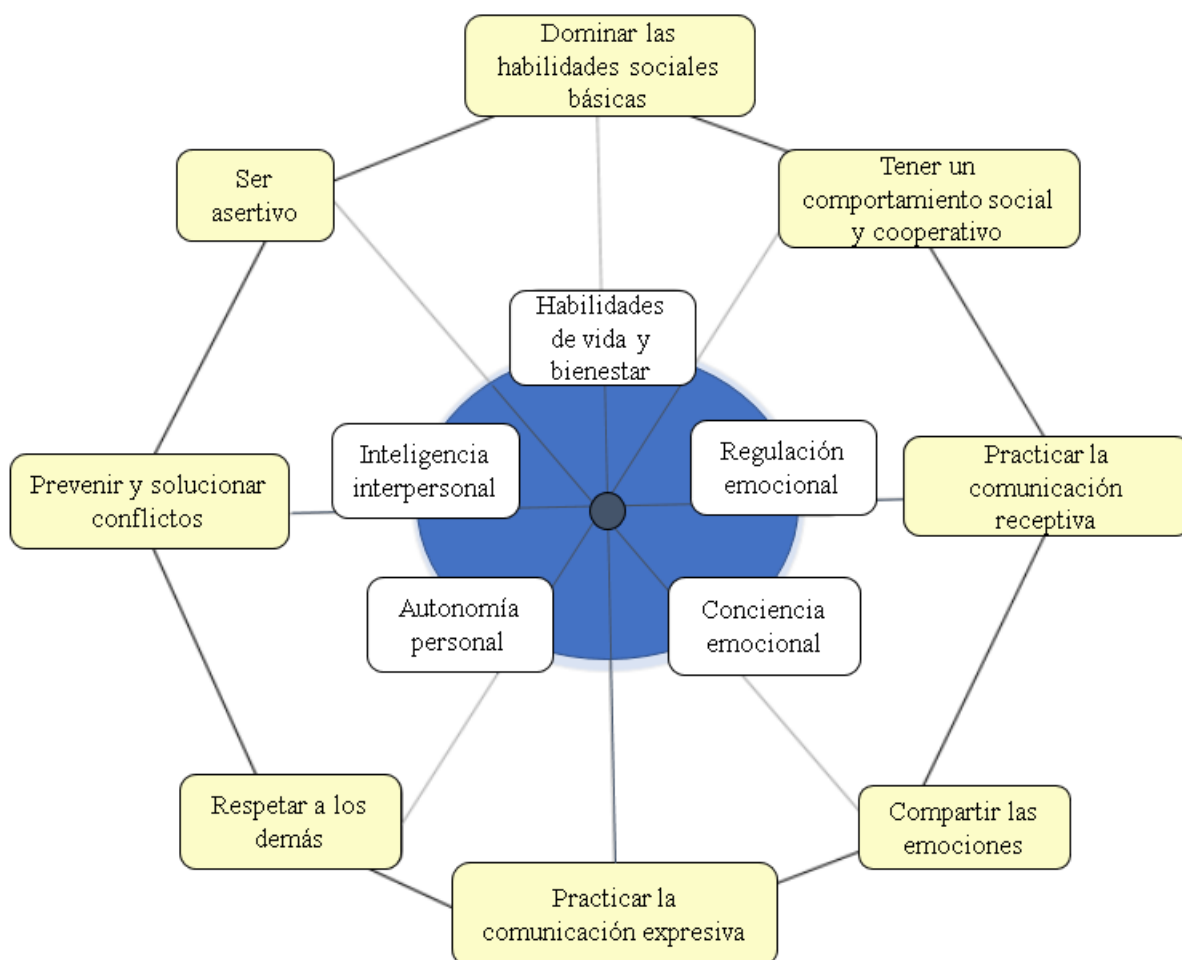 Dominar las
habilidades sociales
básicas
Ser
asertivo
Tener un
comportamiento social
y cooperativo
Habilidades
de vida y
bienestar
Inteligencia
interpersonal
Regulación
emocional
Prevenir y solucionar
conflictos
Practicar la
comunicación
receptiva
Autonomía
personal
Conciencia
emocional
Respetar a los
demás
Compartir las
emociones
Practicar la
comunicación expresiva